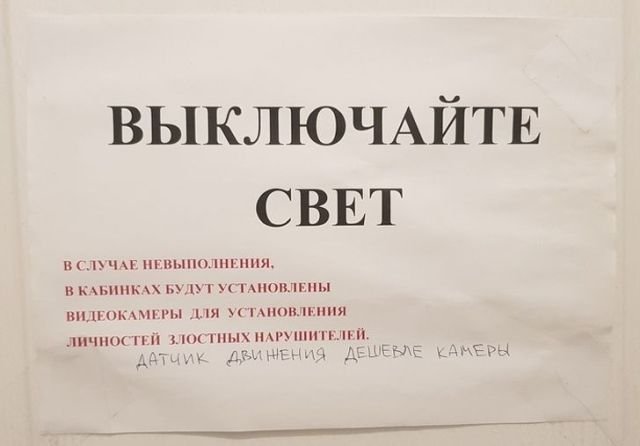 ВЫКЛЮЧАЙТЕ
СВЕТ
В СЛУЧАЕ НЕВЫПОЛНЕНИЯ,
В КАБИНКАХ БУДУТ УСТАНОВЛЕНЫ
ВИДЕОКАМЕРЫ ДЛЯ УСТАНОВЛЕНИЯ
ЛИЧНОСТЕЙ ЗЛОСТНЫХ НАРУШИТЕЛЕЙ.
ДАТЧИК ДВИЖЕНИЯ ДЕШЕВЛЕ КАМЕРЫ